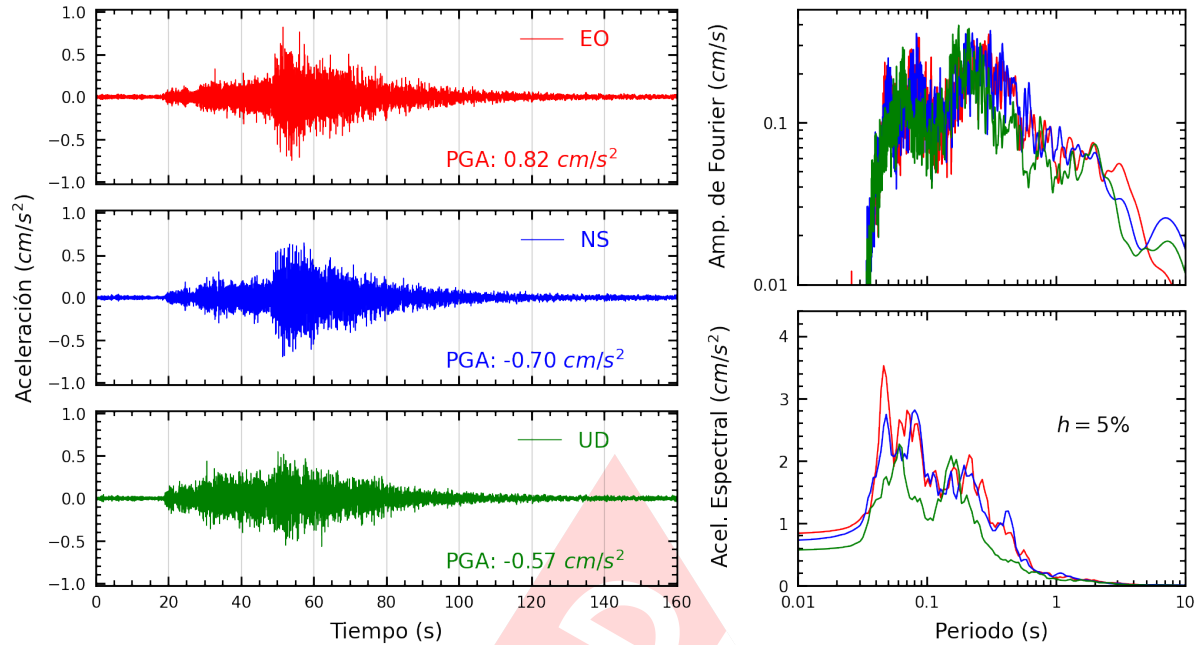 Aceleración (cm/s²)
1.0
0.5
0.0
−0.5
−1.0
EO
PGA: 0.82 cm/s²
1.0
0.5
0.0
−0.5
−1.0
NS
PGA: -0.70 cm/s²
1.0
0.5
0.0
−0.5
−1.0
UD
PGA: -0.57 cm/s²
0 20 40 60 80 100 120 140 160
Tiempo (s)
Amp. de Fourier (cm/s)
0.1
0.01
Acel. Espectral (cm/s²)
4
3
2
1
0
h = 5%
0.01 0.1 1 10
Periodo (s)